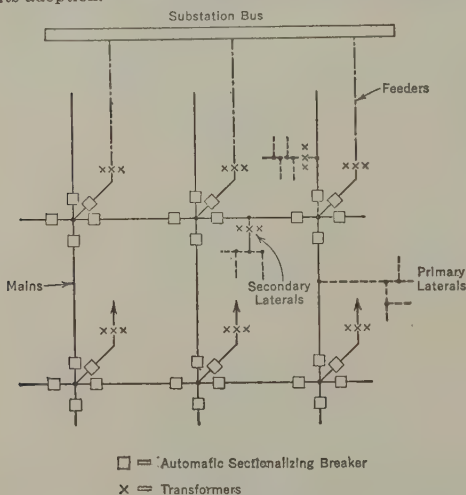 Substation Bus
Feeders
Mains
Secondary
Laterals
Primary
Laterals
□ = Automatic Sectionalizing Breaker
× = Transformers